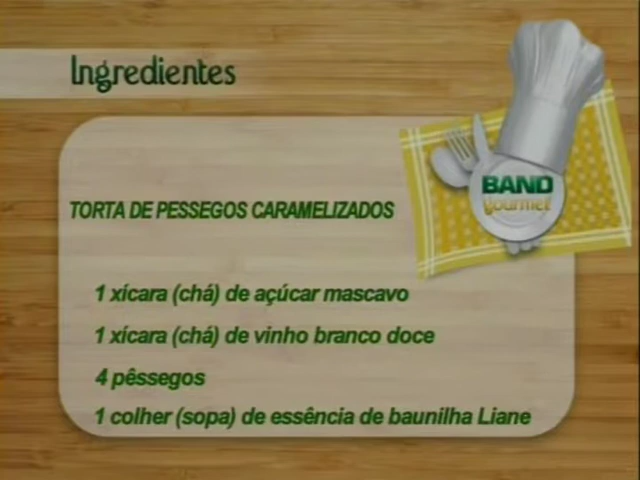 Ingredientes
BAND
gourmet
TORTA DE PESSEGOS CARAMELIZADOS
1 xícara (chá) de açúcar mascavo
1 xícara (chá) de vinho branco doce
4 pêssegos
1 colher (sopa) de essência de baunilha Liane